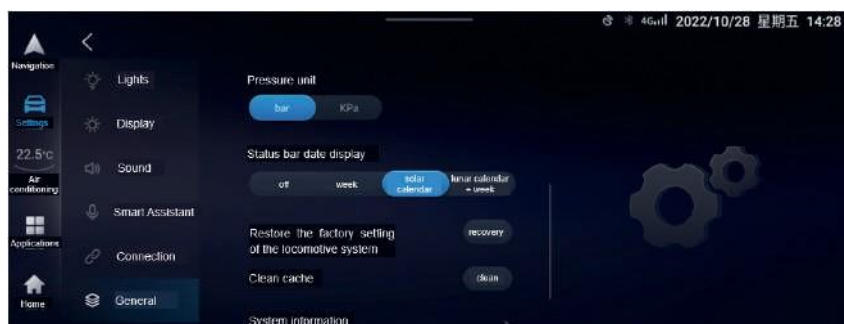 4G 2022/10/28 星期五 14:28
Navigation
Settings
22.5°C
Air
conditioning
Applications
Home
Lights
Display
Sound
Smart Assistant
Connection
General
Pressure unit
bar KPa
Status bar date display
off week solar calendar lunar calendar + week
Restore the factory setting
of the locomotive system
recovery
Clean cache
clean
System information